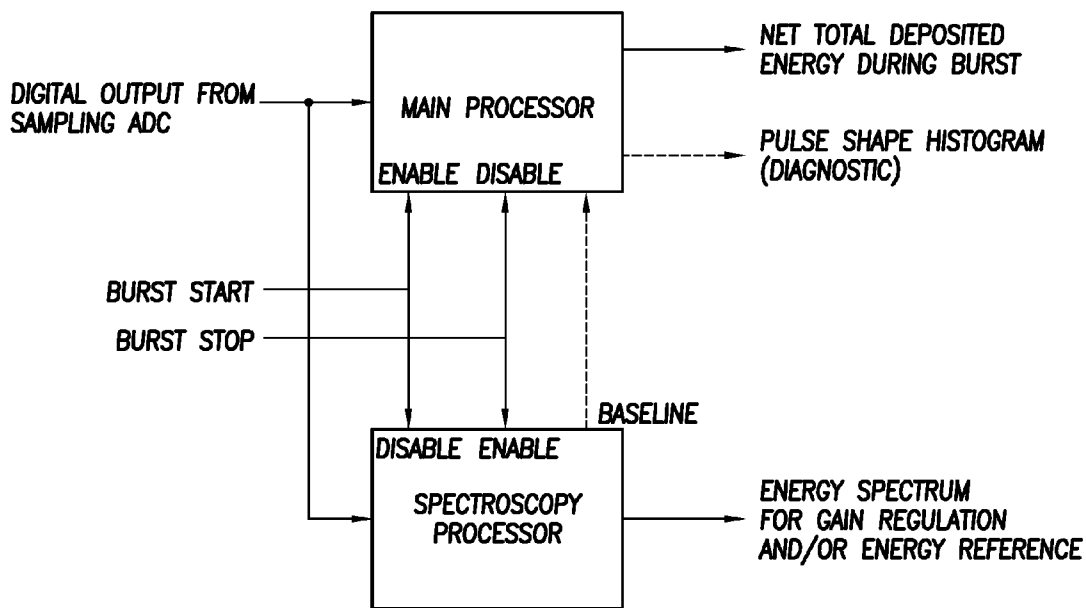 NET TOTAL DEPOSITED
ENERGY DURING BURST
DIGITAL OUTPUT FROM
SAMPLING ADC
MAIN PROCESSOR
PULSE SHAPE HISTOGRAM
(DIAGNOSTIC)
ENABLE DISABLE
BURST START
BURST STOP
BASELINE
DISABLE ENABLE
SPECTROSCOPY
PROCESSOR
ENERGY SPECTRUM
FOR GAIN REGULATION
AND/OR ENERGY REFERENCE